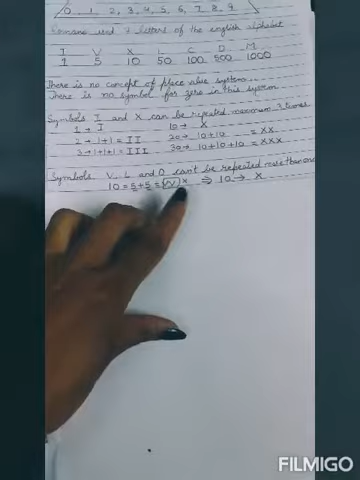 0, 1, 2, 3, 4, 5, 6, 7, 8, 9
Romans used 7 letters of the english alphabet
I V X L C D M
1 5 10 50 100 500 1000
There is no concept of place value system.
There is no symbol for zero in this system
Symbols I and X can be repeated maximum 3 times
1 → I 10 → X
2 → 1+1 = II 20 → 10+10 = XX
3 → 1+1+1 = III 30 → 10+10+10 = XXX
Symbols V, L and D can't be repeated more than one
10 = 5+5 = VV x ⇒ 10 → X
FILMIGO